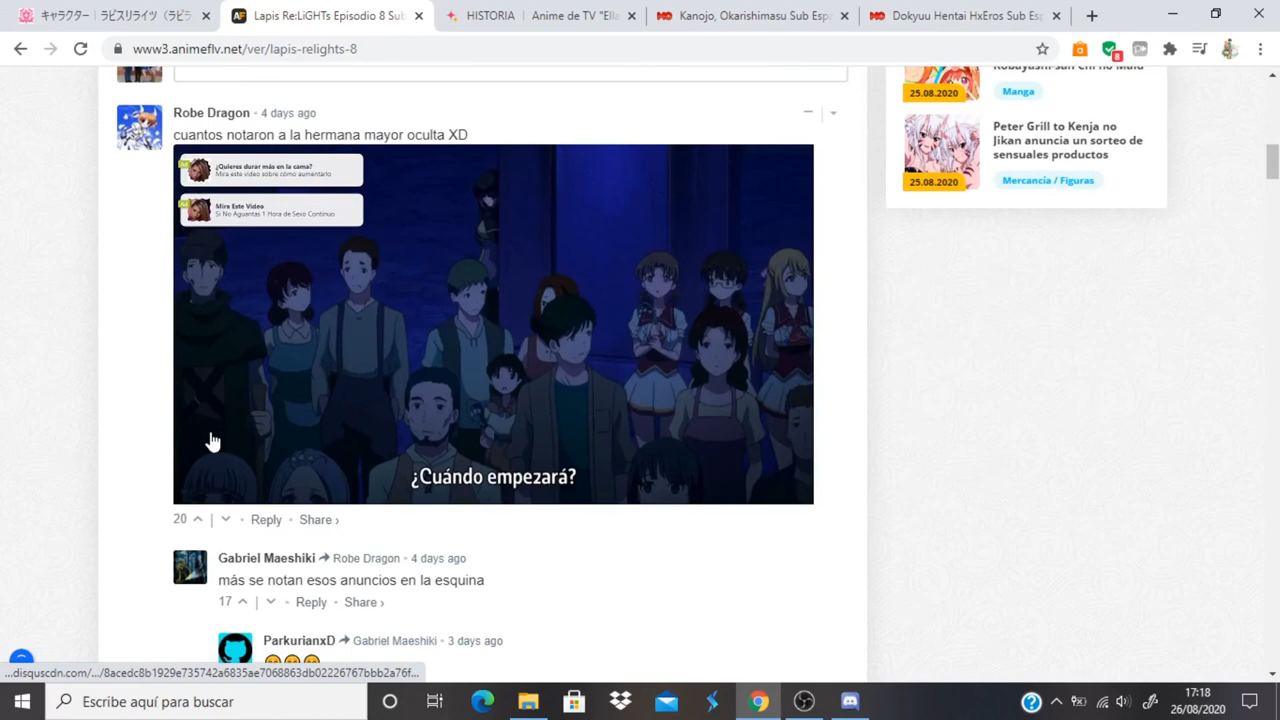 キャラクター | ラピスリライツ (ラピ
Lapis Re:LiGHTs Episodio 8 Sub
HISTORIA | Anime de TV "Ella
Kanojo, Okarishimasu Sub Espa
Dokyuu Hentai HxEros Sub Esp
www3.animeflv.net/ver/lapis-relights-8
8
Robe Dragon • 4 days ago
cuantos notaron a la hermana mayor oculta XD
¿Quieres durar más en la cama?
Mira este video sobre cómo aumentarlo
Mira Este Video
Si No Aguantas 1 Hora de Sexo Continuo
¿Cuándo empezará?
20 • Reply • Share ›
Gabriel Maeshiki Robe Dragon • 4 days ago
más se notan esos anuncios en la esquina
17 • Reply • Share ›
ParkurianxD Gabriel Maeshiki • 3 days ago
Kobayashi-san Chi no Maid
25.08.2020
Manga
Peter Grill to Kenja no
Jikan anuncia un sorteo de
sensuales productos
25.08.2020
Mercancía / Figuras
...disquscdn.com/.../8acedc8b1929e735742a6835ae7068863db02226767bbb2a76f...
Escribe aquí para buscar
17:18
26/08/2020